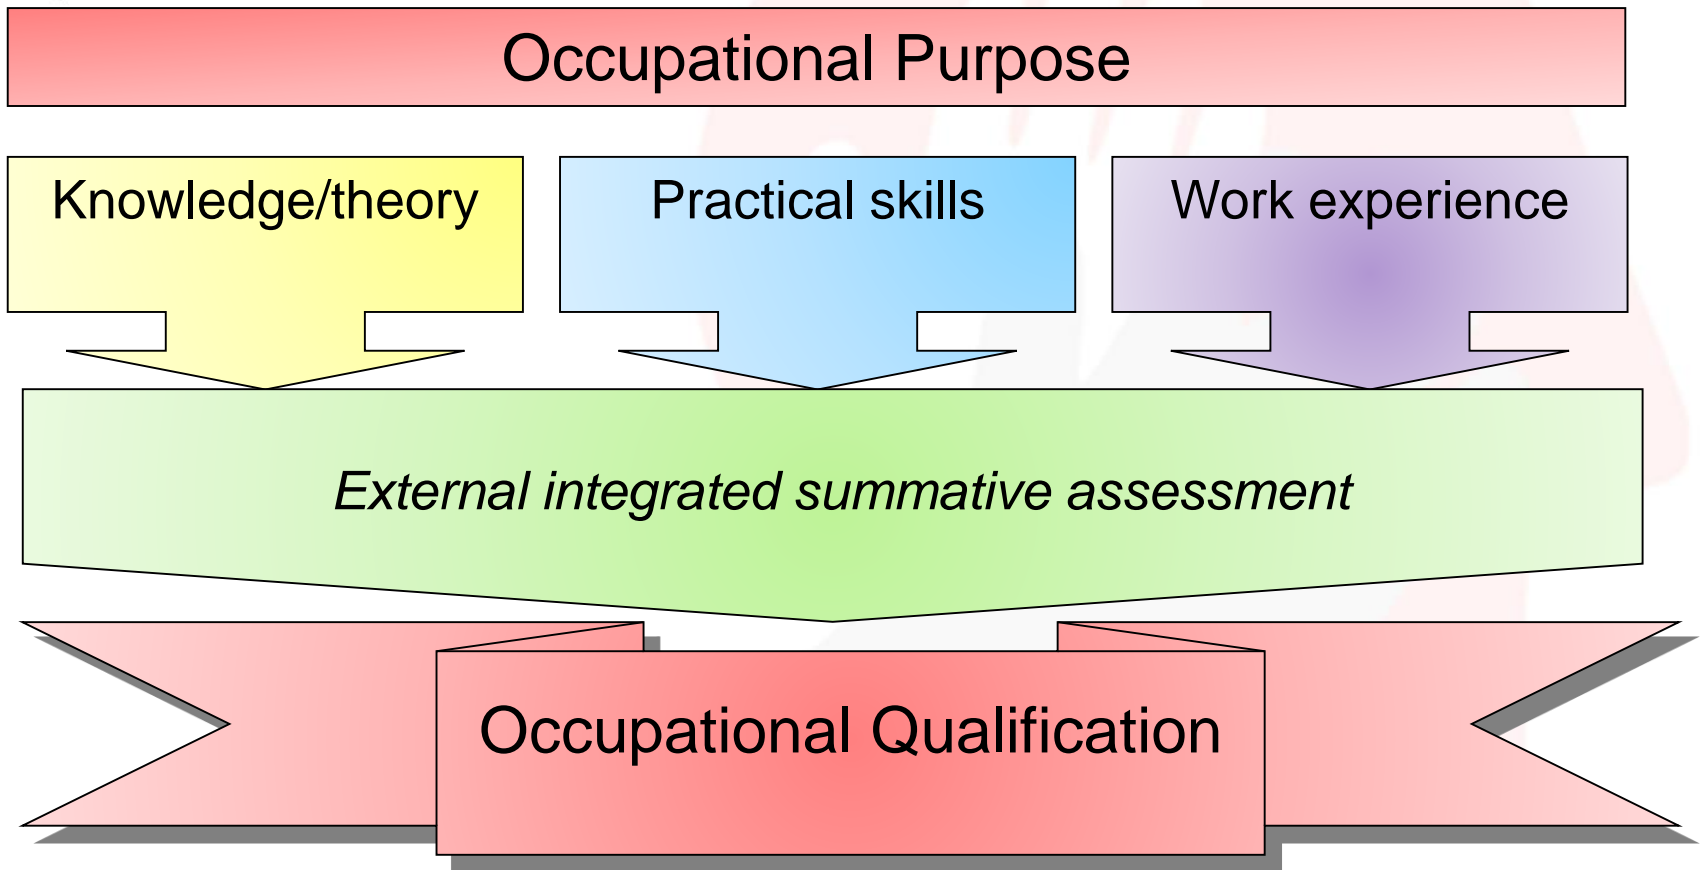 Occupational Purpose
Knowledge/theory
Practical skills
Work experience
External integrated summative assessment
Occupational Qualification